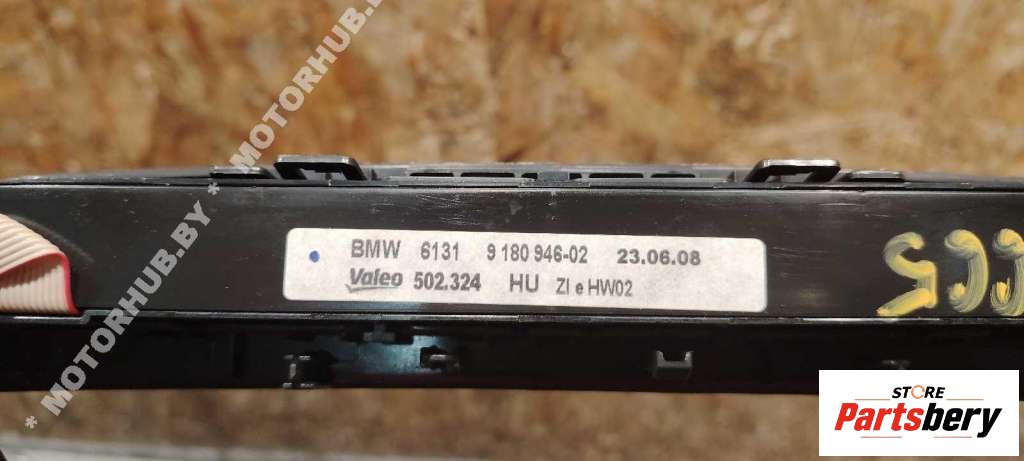 * MOTORHUB.BY * MOTORHUB.BY *
BMW 6131 9 180 946-02 23.06.08
Valeo 502.324 HU ZI e HW02
STORE
Partsbery